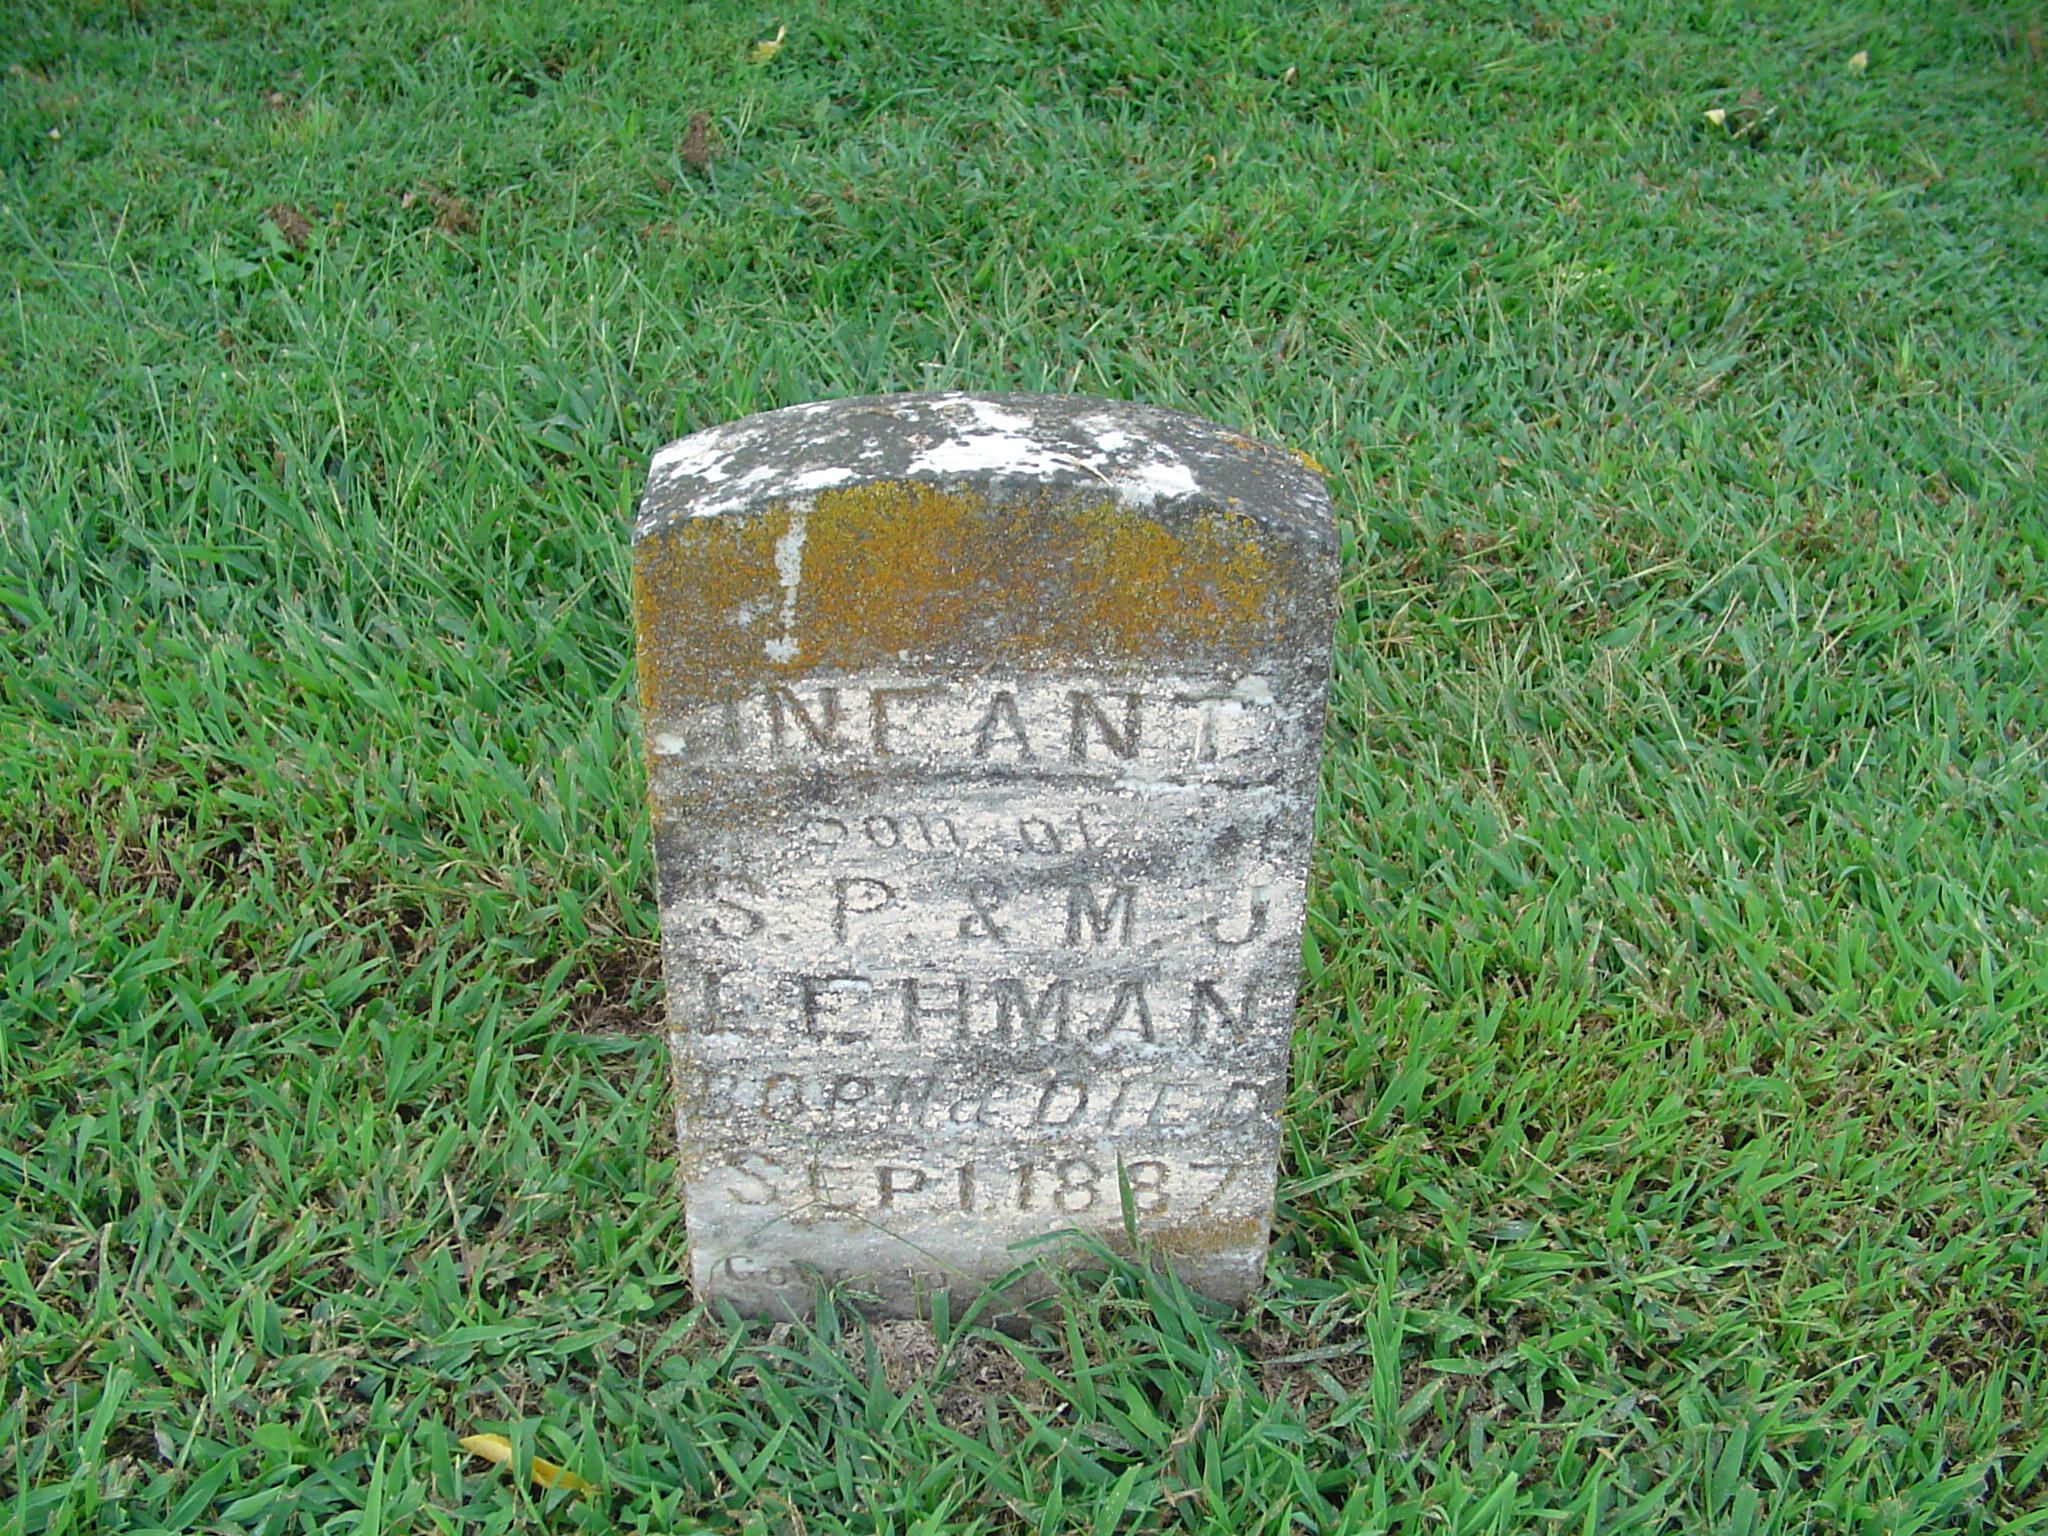 INFANT
son of
S. P. & M. J
LEHMAN
BORN & DIED
SEP 1. 1887